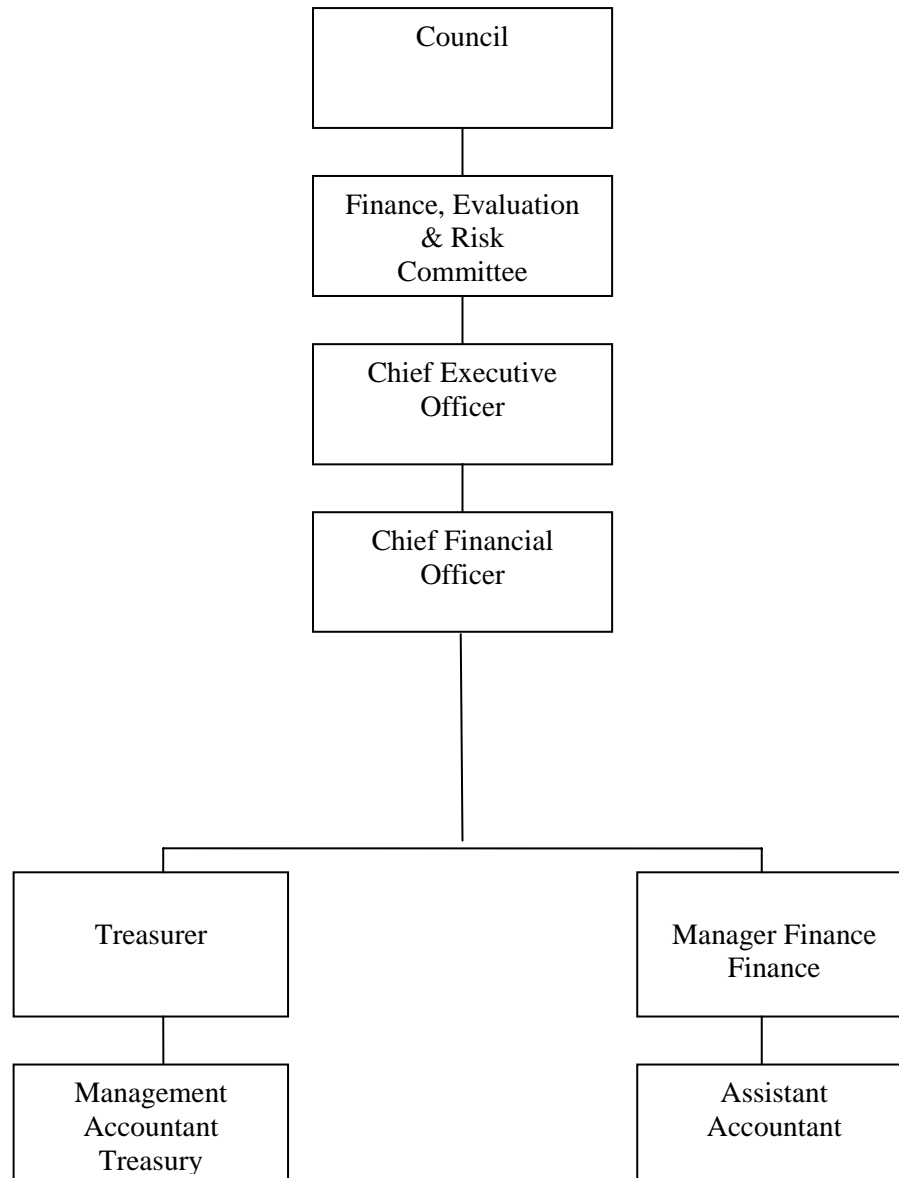 Council
Finance, Evaluation
& Risk
Committee
Chief Executive
Officer
Chief Financial
Officer
Treasurer
Manager Finance
Finance
Management
Accountant
Treasury
Assistant
Accountant